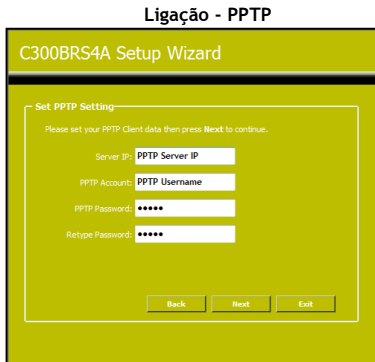 Ligação - PPTP
C300BRS4A Setup Wizard
Set PPTP Setting
Please set your PPTP Client data then press Next to continue.
Server IP: PPTP Server IP
PPTP Account: PPTP Username
PPTP Password: •••••
Retype Password: •••••
Back Next Exit